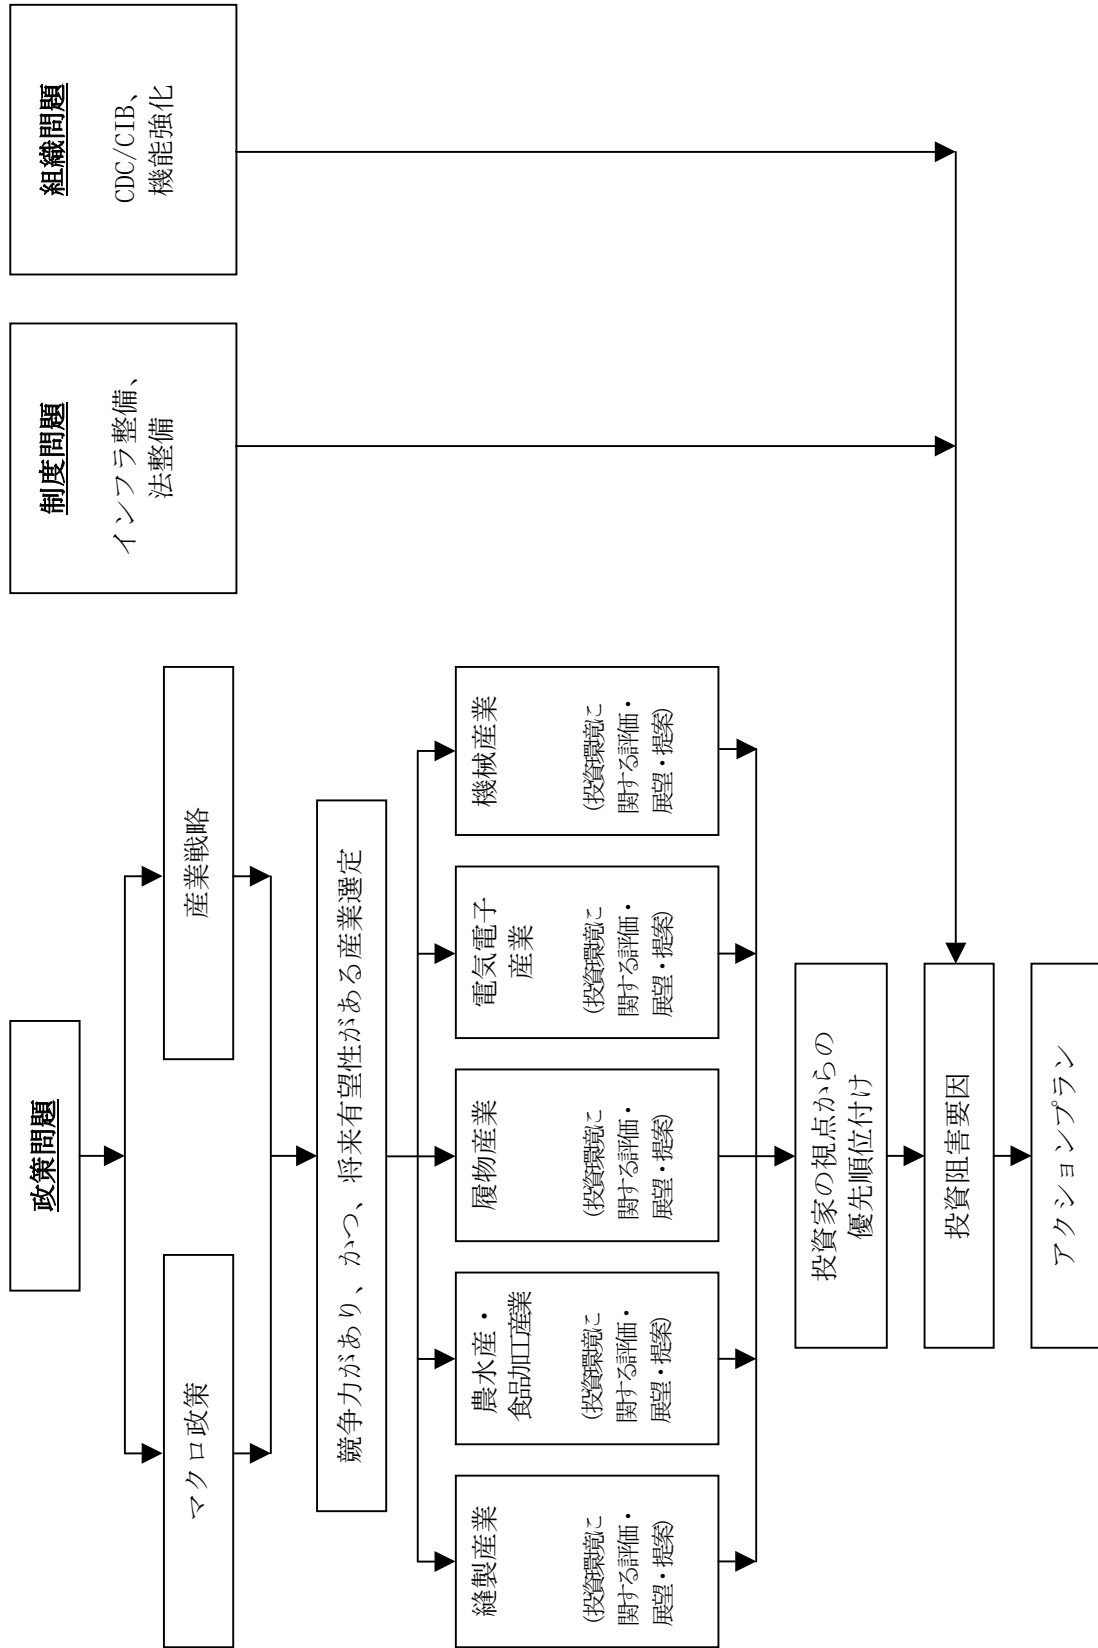 政策問題
制度問題
インフラ整備、
法整備
組織問題
CDC/CIB、
機能強化
マクロ政策
産業戦略
競争力があり、かつ、将来有望性がある産業選定
縫製産業
(投資環境に
関する評価・
展望・提案)
農水産・
食品加工産業
(投資環境に
関する評価・
展望・提案)
履物産業
(投資環境に
関する評価・
展望・提案)
電気電子
産業
(投資環境に
関する評価・
展望・提案)
機械産業
(投資環境に
関する評価・
展望・提案)
投資家の視点からの
優先順位付け
投資阻害要因
アクションプラン